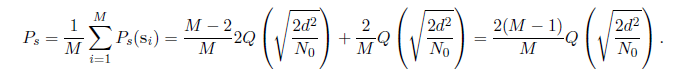 $P_s = \frac{1}{M} \sum_{i=1}^{M} P_s(\mathbf{s}_i) = \frac{M-2}{M} 2Q\left(\sqrt{\frac{2d^2}{N_0}}\right) + \frac{2}{M} Q\left(\sqrt{\frac{2d^2}{N_0}}\right) = \frac{2(M-1)}{M} Q\left(\sqrt{\frac{2d^2}{N_0}}\right).$